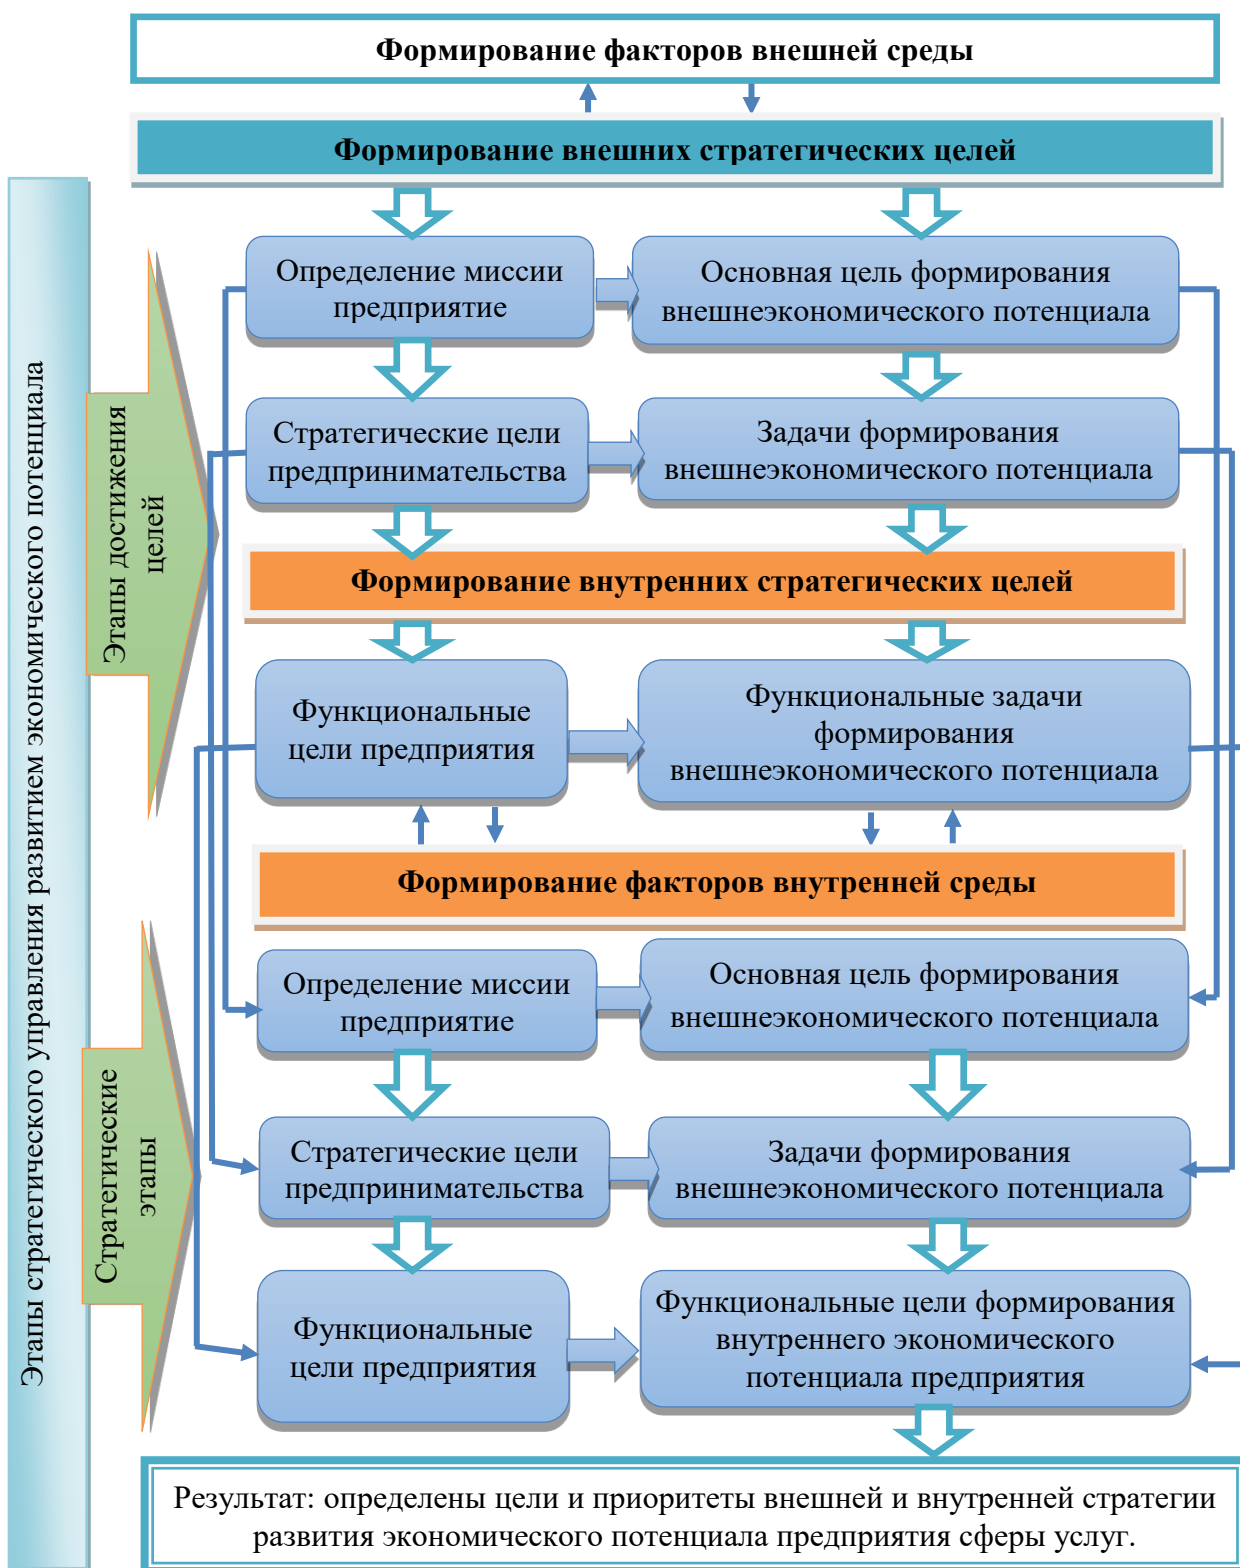 Формирование факторов внешней среды
Формирование внешних стратегических целей
Этапы стратегического управления развитием экономического потенциала
Этапы достижения
целей
Определение миссии
предприятие
Основная цель формирования
внешнеэкономического потенциала
Стратегические цели
предпринимательства
Задачи формирования
внешнеэкономического потенциала
Формирование внутренних стратегических целей
Функциональные
цели предприятия
Функциональные задачи
формирования
внешнеэкономического потенциала
Формирование факторов внутренней среды
Стратегические
этапы
Определение миссии
предприятие
Основная цель формирования
внешнеэкономического потенциала
Стратегические цели
предпринимательства
Задачи формирования
внешнеэкономического потенциала
Функциональные
цели предприятия
Функциональные цели формирования
внутреннего экономического
потенциала предприятия
Результат: определены цели и приоритеты внешней и внутренней стратегии
развития экономического потенциала предприятия сферы услуг.